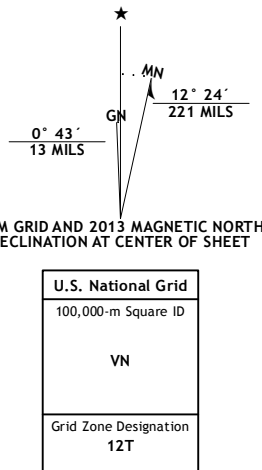 MN
GN
12° 24´
221 MILS
0° 43´
13 MILS
M GRID AND 2013 MAGNETIC NORTH
ECLINATION AT CENTER OF SHEET
U.S. National Grid
100,000-m Square ID
VN
Grid Zone Designation
12T